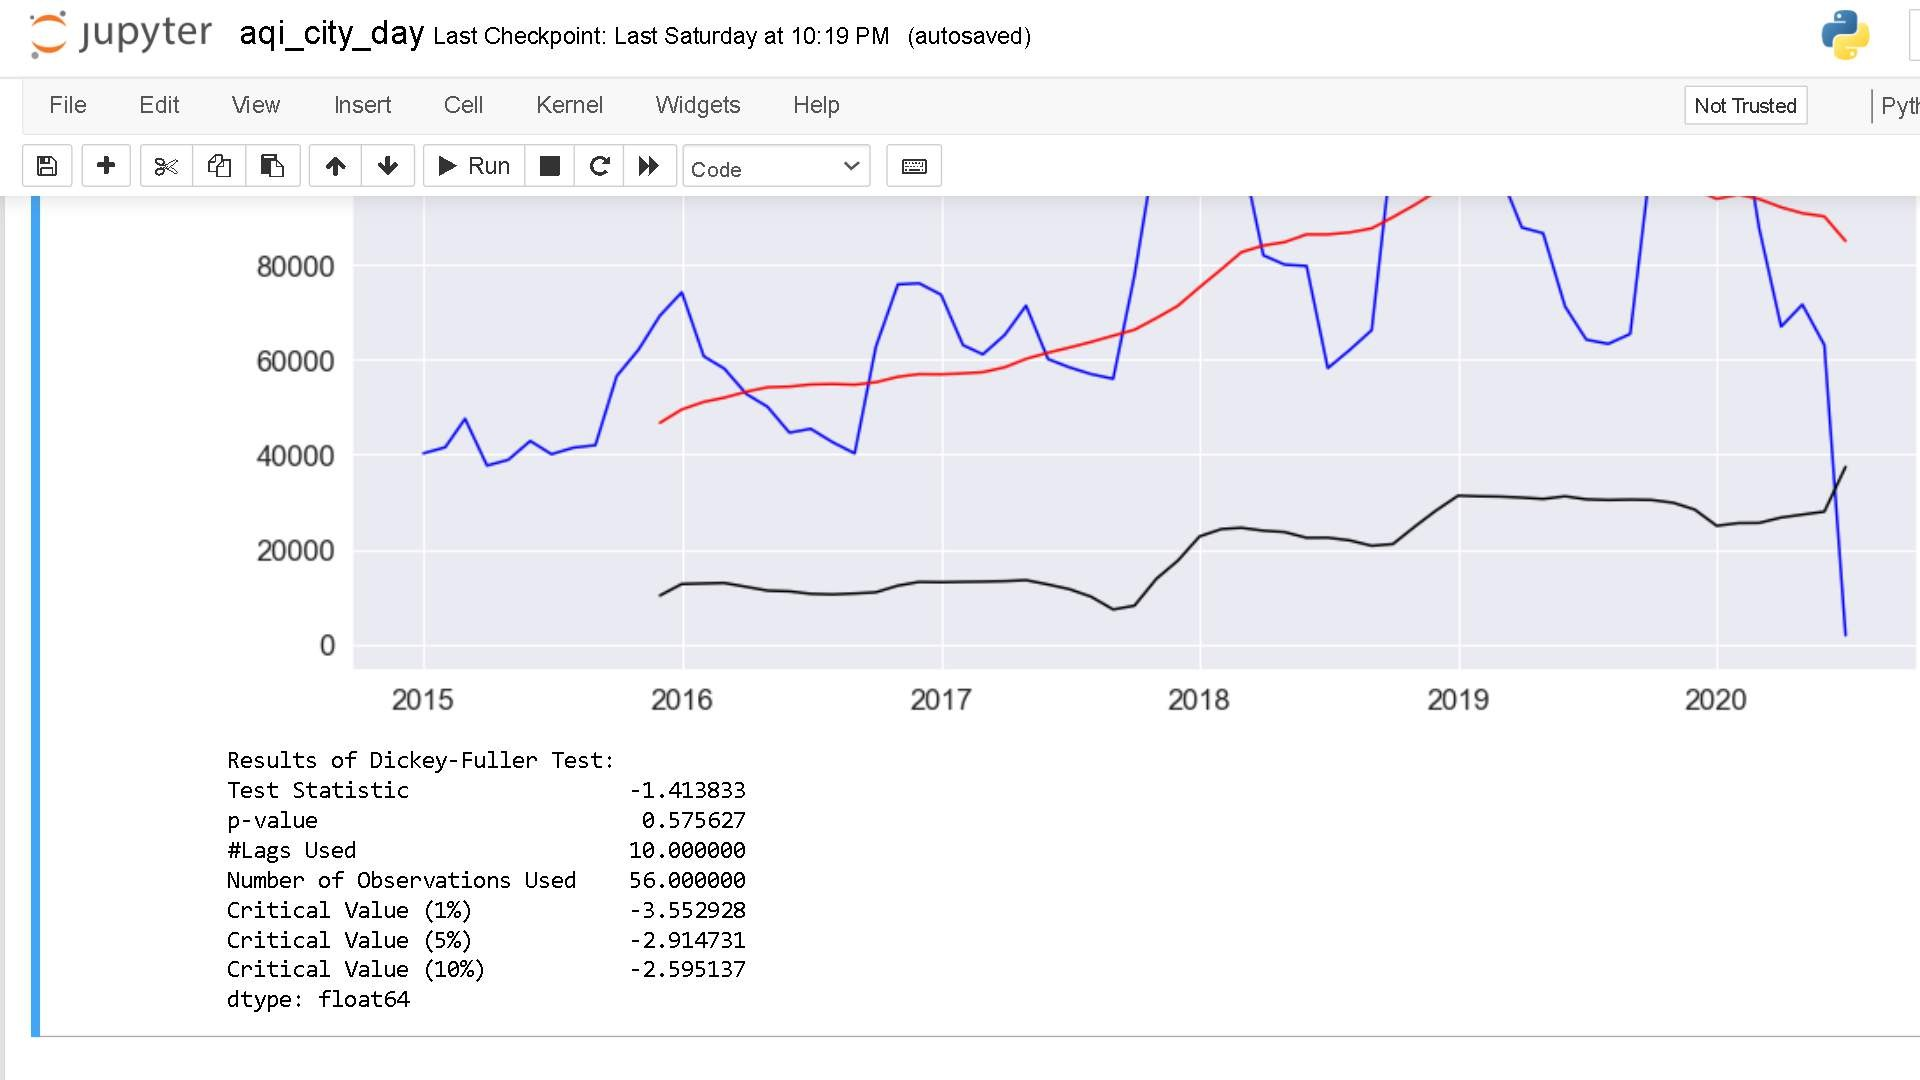 jupyter aqi_city_day Last Checkpoint: Last Saturday at 10:19 PM (autosaved)
File Edit View Insert Cell Kernel Widgets Help Not Trusted
Run Code
80000
60000
40000
20000
0
2015 2016 2017 2018 2019 2020
Results of Dickey-Fuller Test:
Test Statistic -1.413833
p-value 0.575627
#Lags Used 10.000000
Number of Observations Used 56.000000
Critical Value (1%) -3.552928
Critical Value (5%) -2.914731
Critical Value (10%) -2.595137
dtype: float64